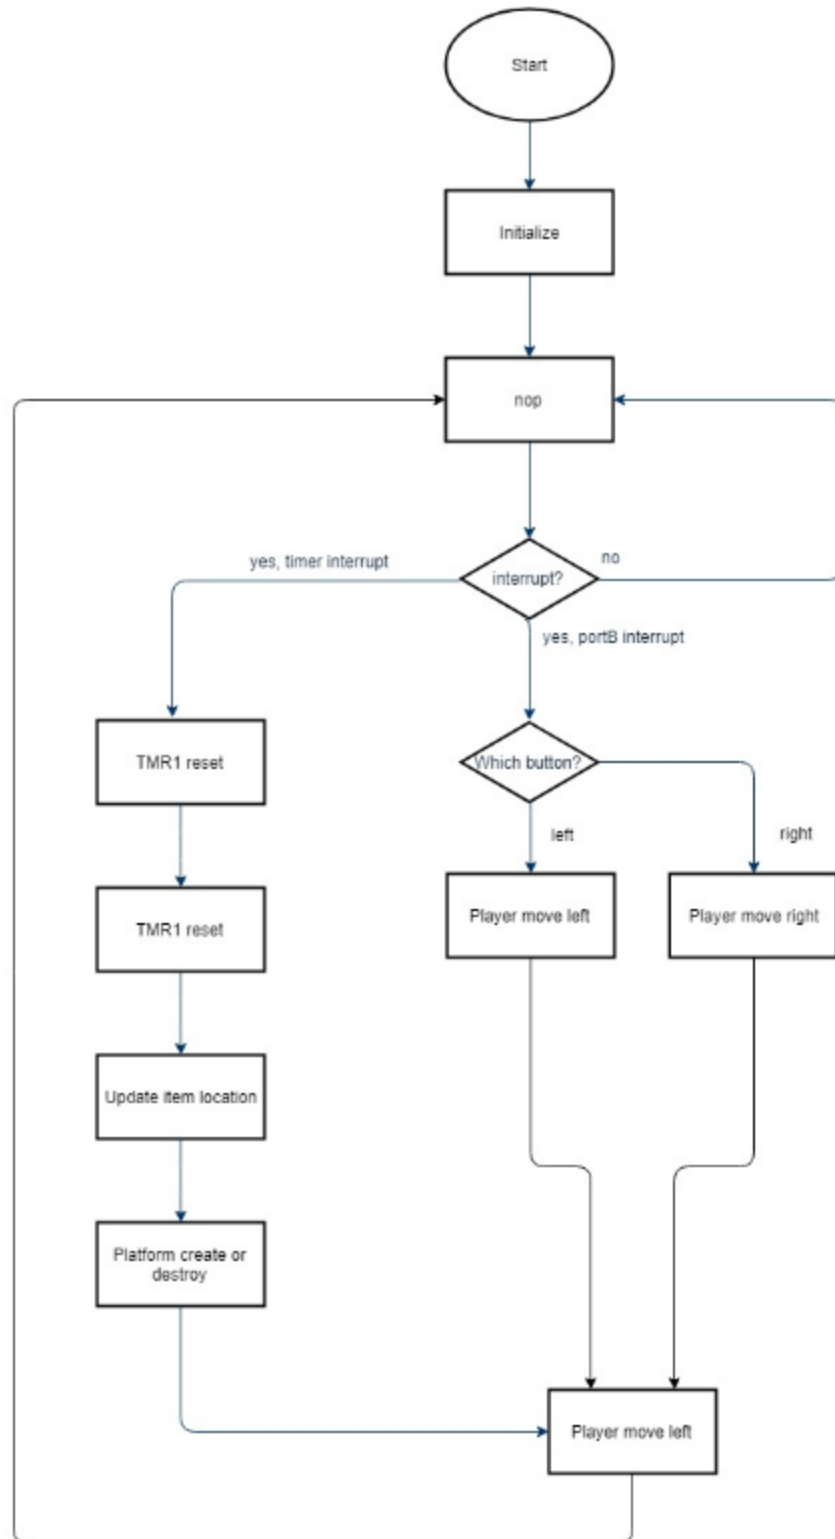 Start
Initialize
nop
yes, timer interrupt
interrupt?
no
yes, portB interrupt
TMR1 reset
Which button?
left
right
TMR1 reset
Player move left
Player move right
Update item location
Platform create or
destroy
Player move left